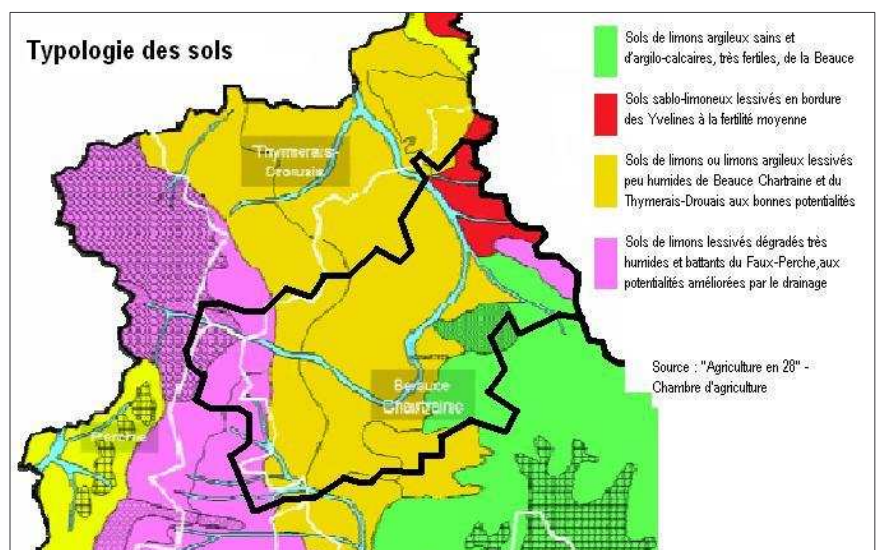 Typologie des sols
Sols de limons argileux sains et
d'argilo-calcaires, très fertiles, de la Beauce
Sols sablo-limoneux lessivés en bordure
des Yvelines à la fertilité moyenne
Sols de limons ou limons argileux lessivés
peu humides de Beauce Chartraine et du
Thymerais-Drouais aux bonnes potentialités
Sols de limons lessivés dégradés très
humides et battants du Faux-Perche,aux
potentialités améliorées par le drainage
Source : "Agriculture en 28" -
Chambre d'agriculture
Thymerais-
Drouais
Beauce
Chartraine
Perche